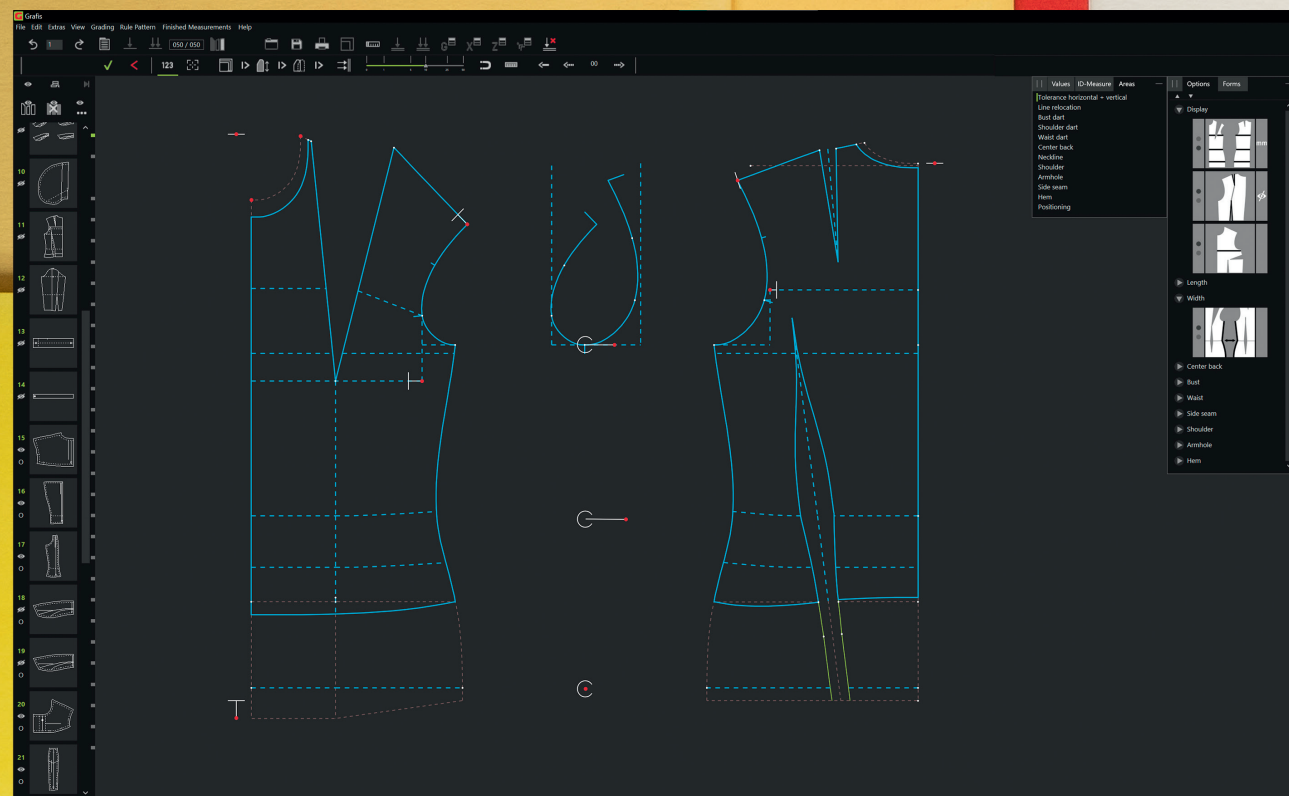 Grafis
File Edit Extras View Grading Rule Pattern Finished Measurements Help
1
050 / 050
G X Z
123
00
Values ID-Measure Areas
Tolerance horizontal + vertical
Line relocation
Bust dart
Shoulder dart
Waist dart
Center back
Neckline
Shoulder
Armhole
Side seam
Hem
Positioning
Options Forms
Display
mm
Length
Width
Center back
Bust
Waist
Side seam
Shoulder
Armhole
Hem
10
11
12
13
14
15
16
17
18
19
20
21